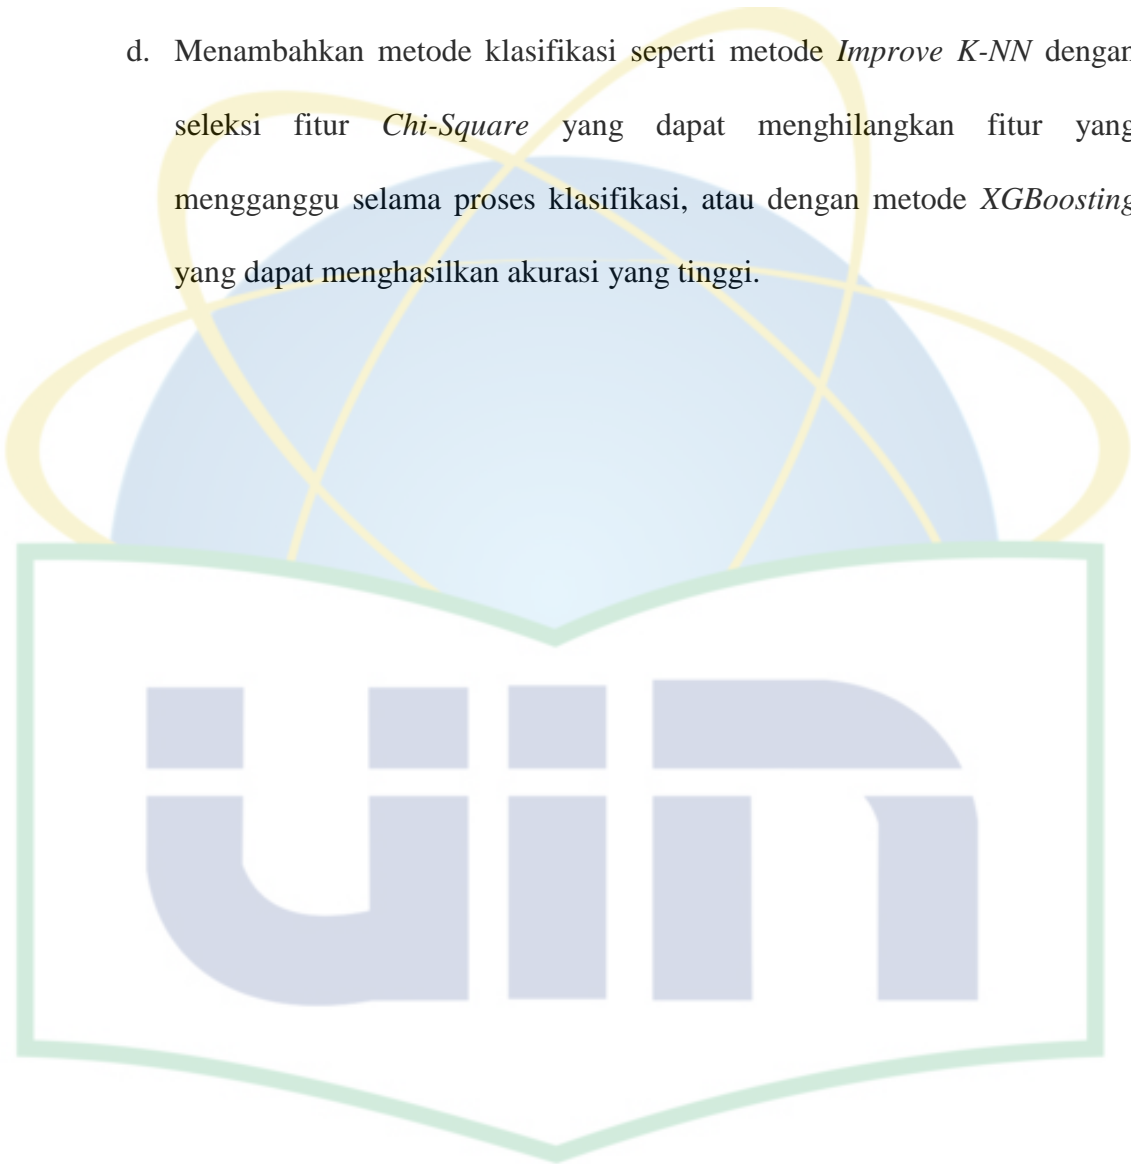 d. Menambahkan metode klasifikasi seperti metode Improve K-NN dengan
seleksi fitur Chi-Square yang dapat menghilangkan fitur yang
mengganggu selama proses klasifikasi, atau dengan metode XGBoosting
yang dapat menghasilkan akurasi yang tinggi.
uin